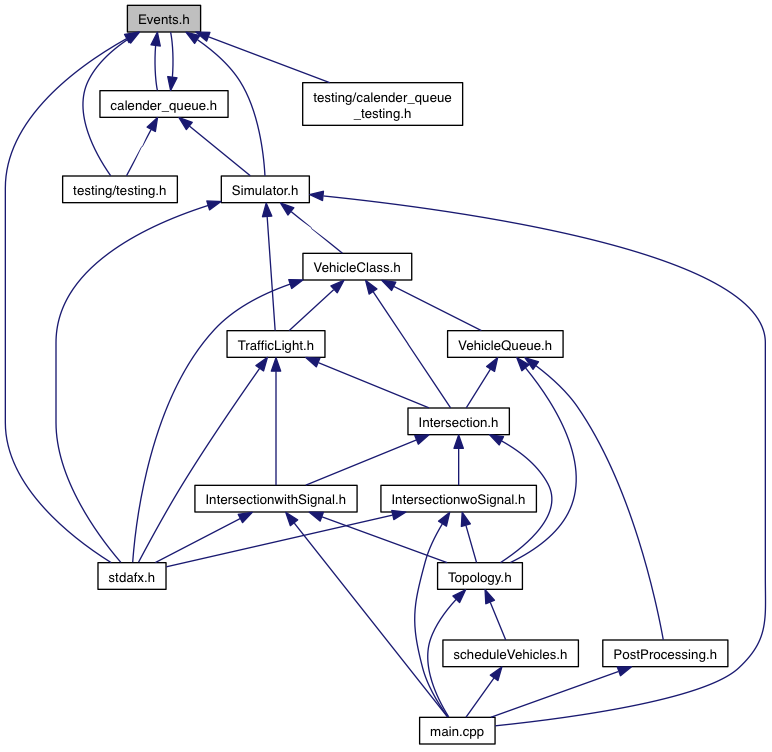 Events.h
calender_queue.h
testing/calender_queue
_testing.h
testing/testing.h
Simulator.h
VehicleClass.h
TrafficLight.h
VehicleQueue.h
Intersection.h
IntersectionwithSignal.h
IntersectionwoSignal.h
stdafx.h
Topology.h
scheduleVehicles.h
PostProcessing.h
main.cpp